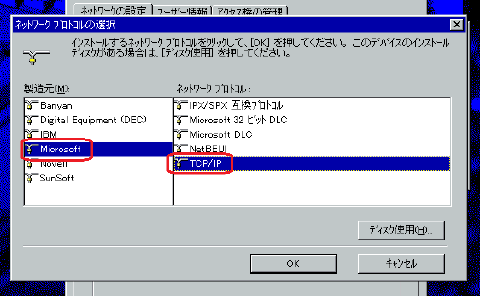 ネットワークの設定 ユーザー情報 アクセス権の管理
ネットワーク プロトコルの選択
インストールするネットワーク プロトコルをクリックして、[OK] を押してください。このデバイスのインストール
ディスクがある場合は、[ディスク使用] を押してください。
製造元(M):
Banyan
Digital Equipment (DEC)
IBM
Microsoft
Novell
SunSoft
ネットワーク プロトコル:
IPX/SPX 互換プロトコル
Microsoft 32 ビット DLC
Microsoft DLC
NetBEUI
TCP/IP
ディスク使用(H)...
OK
キャンセル